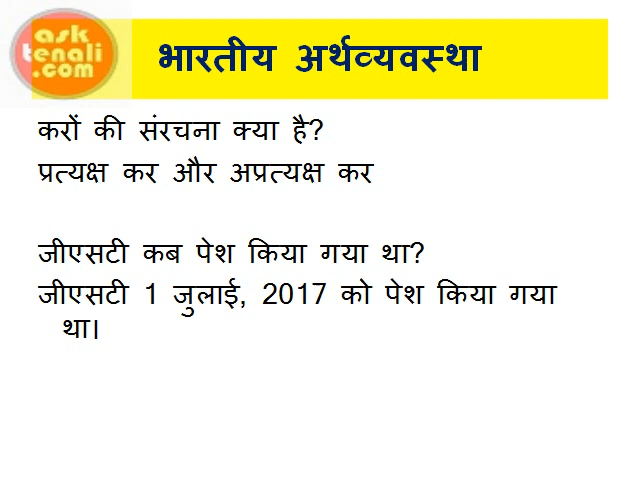 ask
tenali
.com
भारतीय अर्थव्यवस्था
करों की संरचना क्या है?
प्रत्यक्ष कर और अप्रत्यक्ष कर
जीएसटी कब पेश किया गया था?
जीएसटी 1 जुलाई, 2017 को पेश किया गया
था।